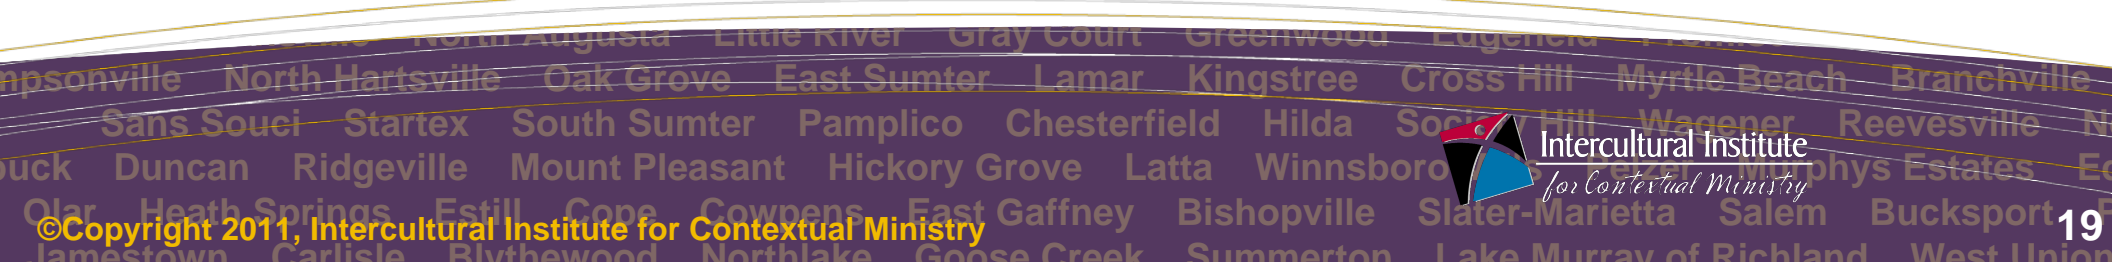 North Augusta Little River Gray Court Greenwood Edgefield
North Hartsville Oak Grove East Sumter Lamar Kingstree Cross Hill Myrtle Beach Branchville
Sans Souci Startex South Sumter Pamplico Chesterfield Hilda Hill Wagener Reevesville
Intercultural Institute
Duncan Ridgeville Mount Pleasant Hickory Grove Latta Estates
for Contextual Ministry
Olar Heath Springs Estill Cope Cowpens East Gaffney Bishopville Slater-Marietta Salem Bucksport
©Copyright 2011, Intercultural Institute for Contextual Ministry
19
Jamestown Carlisle Blythewood Northlake Goose Creek Summerton Lake Murray of Richland West Union